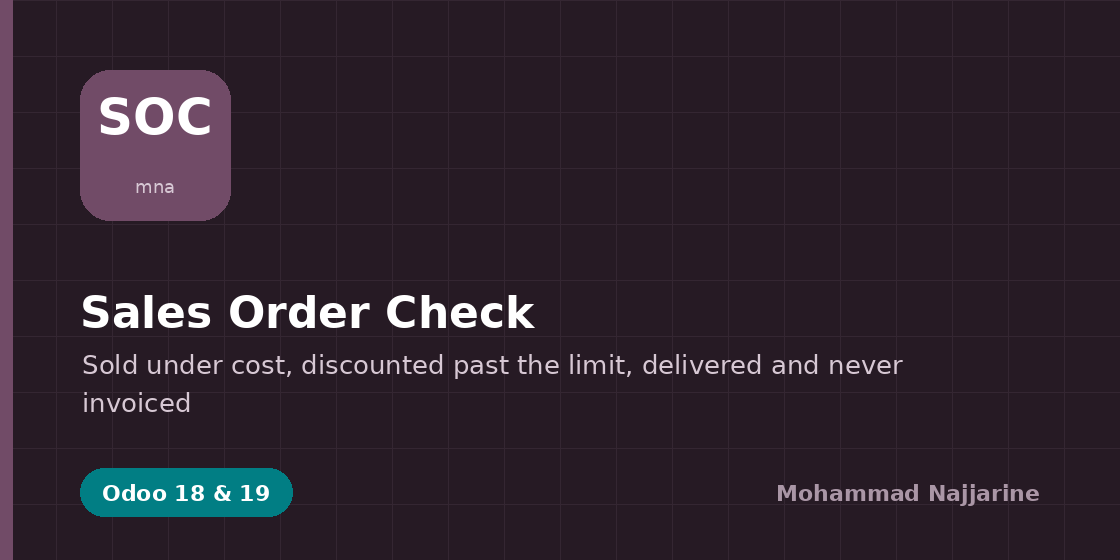 SOC
mna
Sales Order Check
Sold under cost, discounted past the limit, delivered and never
invoiced
Odoo 18 & 19
Mohammad Najjarine